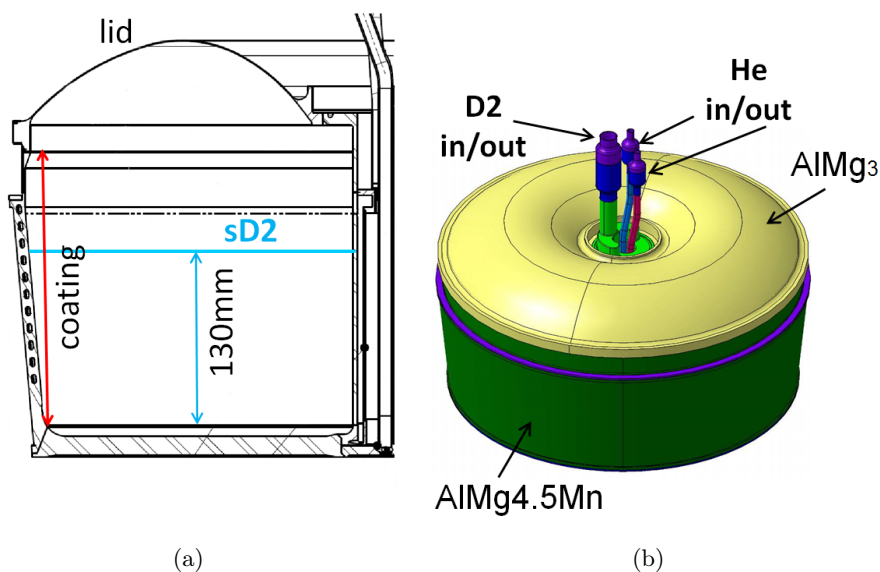 lid
coating
sD2
130mm
(a)
D2
in/out
He
in/out
AlMg3
AlMg4.5Mn
(b)